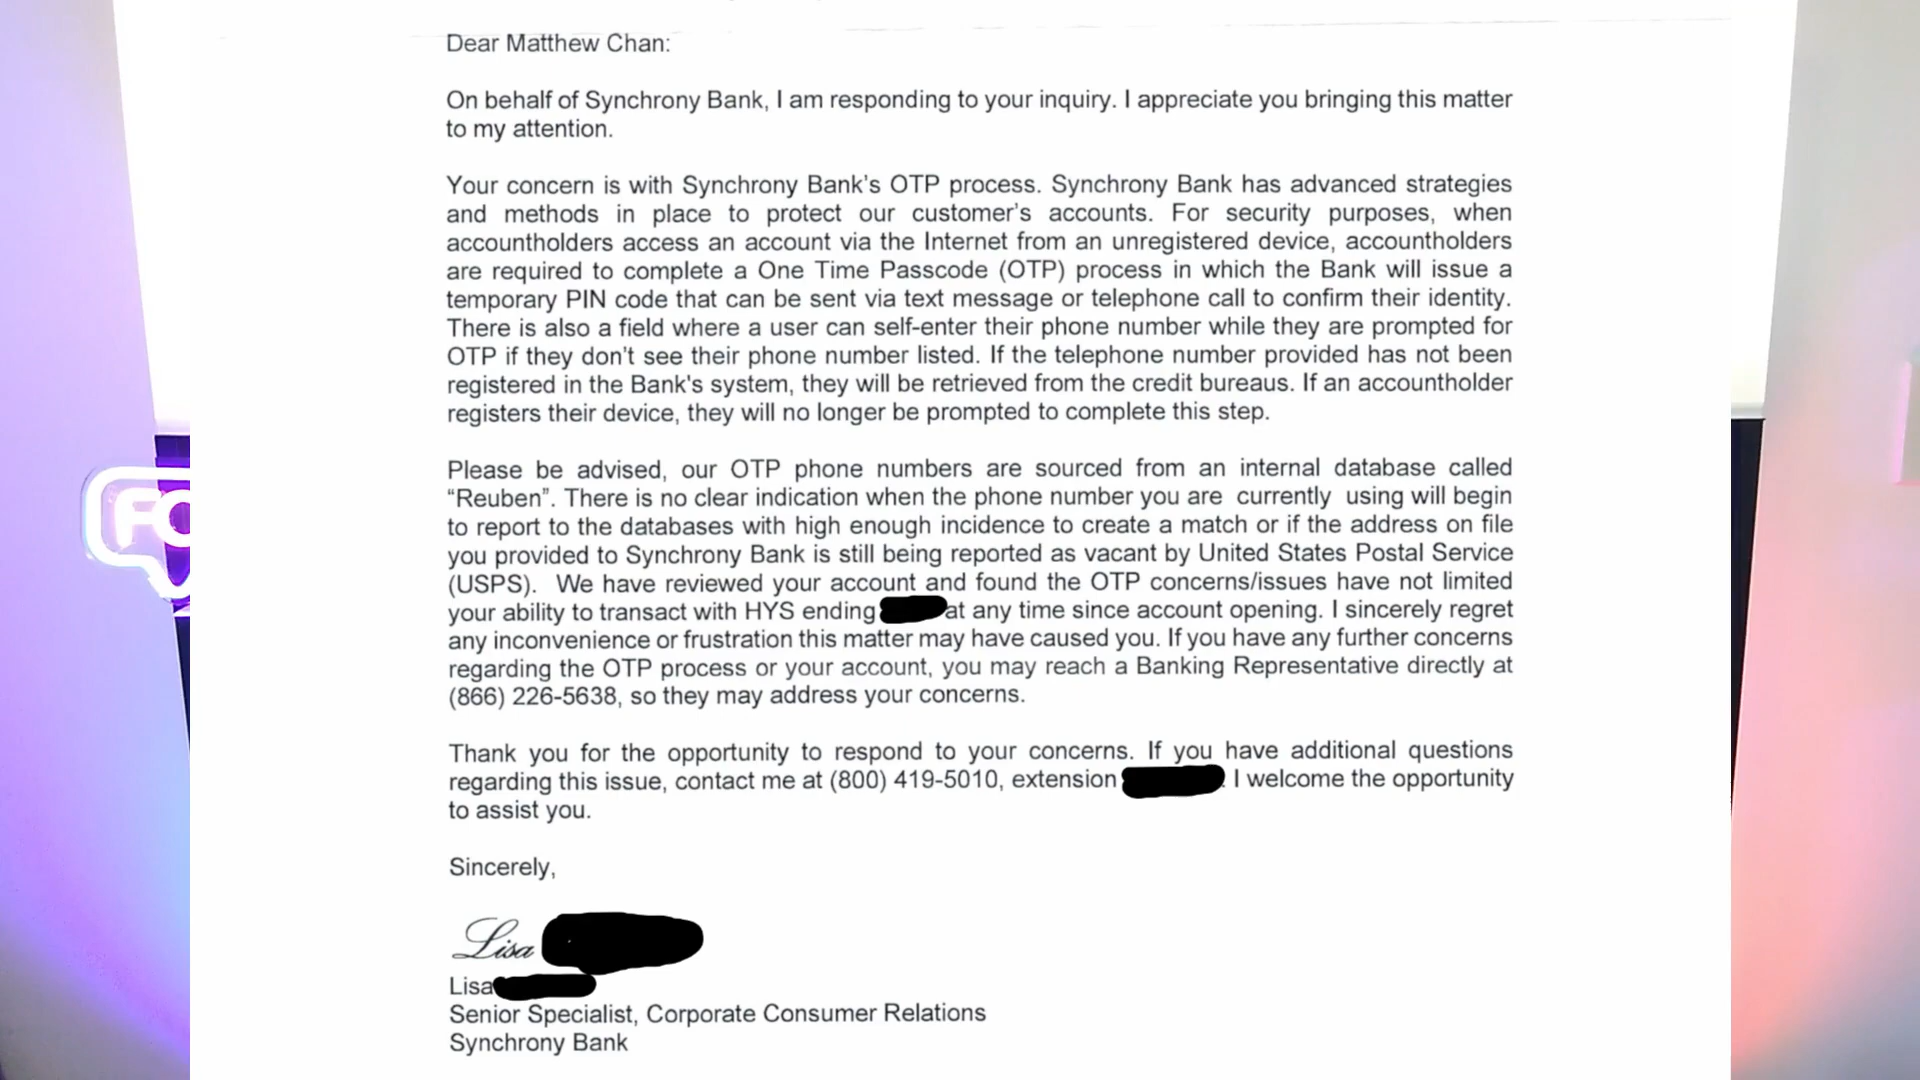 Dear Matthew Chan:
On behalf of Synchrony Bank, I am responding to your inquiry. I appreciate you bringing this matter
to my attention.
Your concern is with Synchrony Bank's OTP process. Synchrony Bank has advanced strategies
and methods in place to protect our customer's accounts. For security purposes, when
accountholders access an account via the Internet from an unregistered device, accountholders
are required to complete a One Time Passcode (OTP) process in which the Bank will issue a
temporary PIN code that can be sent via text message or telephone call to confirm their identity.
There is also a field where a user can self-enter their phone number while they are prompted for
OTP if they don't see their phone number listed. If the telephone number provided has not been
registered in the Bank's system, they will be retrieved from the credit bureaus. If an accountholder
registers their device, they will no longer be prompted to complete this step.
Please be advised, our OTP phone numbers are sourced from an internal database called
“Reuben”. There is no clear indication when the phone number you are currently using will begin
to report to the databases with high enough incidence to create a match or if the address on file
you provided to Synchrony Bank is still being reported as vacant by United States Postal Service
(USPS). We have reviewed your account and found the OTP concerns/issues have not limited
your ability to transact with HYS ending at any time since account opening. I sincerely regret
any inconvenience or frustration this matter may have caused you. If you have any further concerns
regarding the OTP process or your account, you may reach a Banking Representative directly at
(866) 226-5638, so they may address your concerns.
Thank you for the opportunity to respond to your concerns. If you have additional questions
regarding this issue, contact me at (800) 419-5010, extension . I welcome the opportunity
to assist you.
Sincerely,
Lisa
Lisa
Senior Specialist, Corporate Consumer Relations
Synchrony Bank
FO